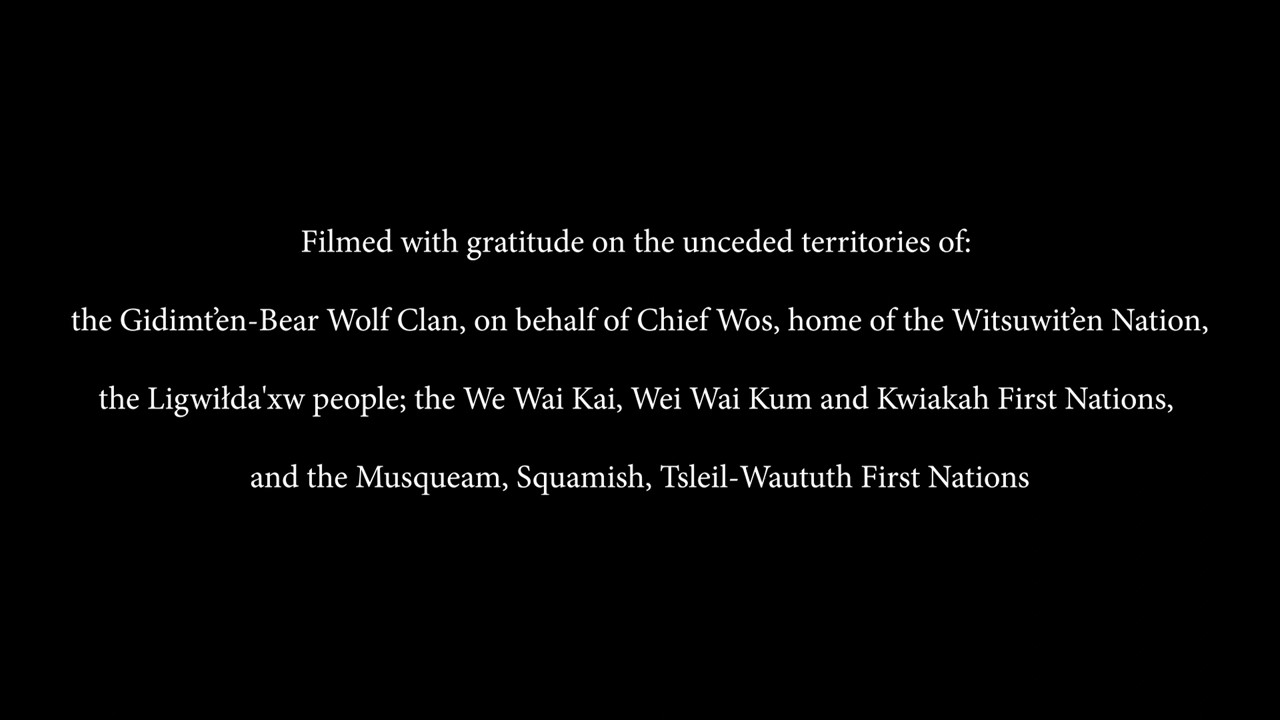 Filmed with gratitude on the unceded territories of:
the Gidimt’en-Bear Wolf Clan, on behalf of Chief Wos, home of the Witsuwit’en Nation,
the Ligwiłda'xw people; the We Wai Kai, Wei Wai Kum and Kwiakah First Nations,
and the Musqueam, Squamish, Tsleil-Waututh First Nations